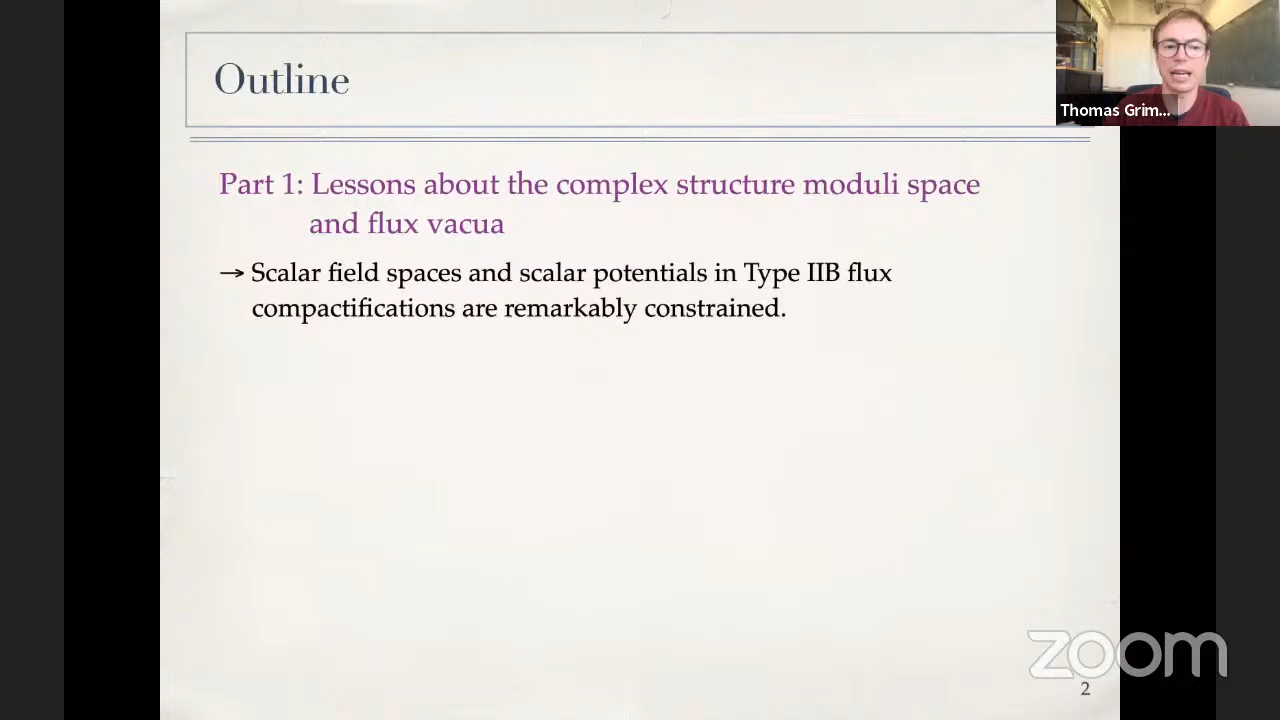 Outline
Thomas Grim...
Part 1: Lessons about the complex structure moduli space
and flux vacua
→ Scalar field spaces and scalar potentials in Type IIB flux
compactifications are remarkably constrained.
zoom
2